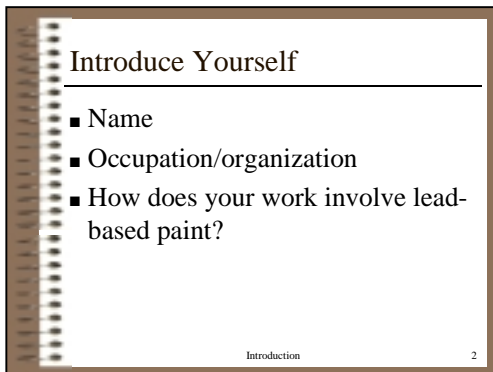 Introduce Yourself
■ Name
■ Occupation/organization
■ How does your work involve lead-
based paint?
Introduction 2